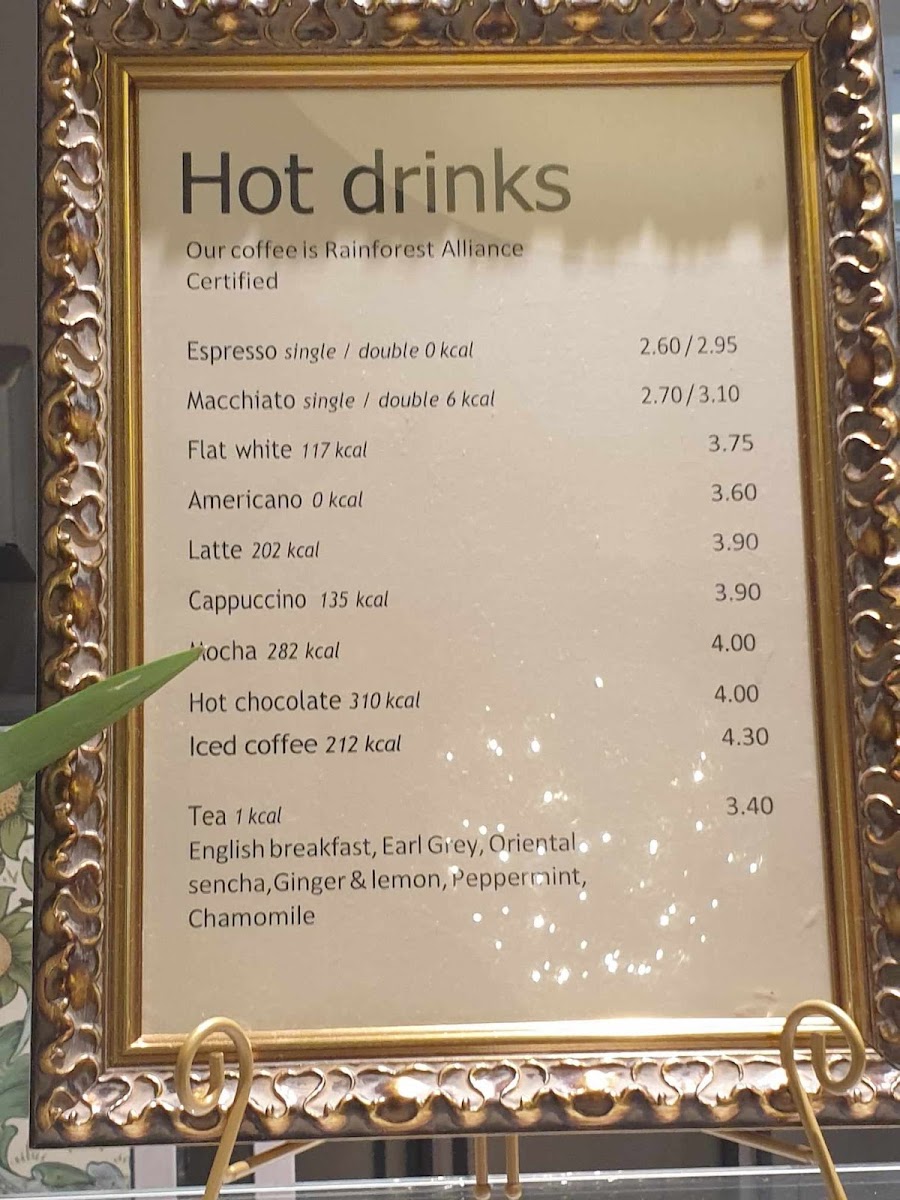 Hot drinks
Our coffee is Rainforest Alliance
Certified
Espresso single / double 0 kcal 2.60/2.95
Macchiato single / double 6 kcal 2.70/3.10
Flat white 117 kcal 3.75
Americano 0 kcal 3.60
Latte 202 kcal 3.90
Cappuccino 135 kcal 3.90
Mocha 282 kcal 4.00
Hot chocolate 310 kcal 4.00
Iced coffee 212 kcal 4.30
Tea 1 kcal 3.40
English breakfast, Earl Grey, Oriental
sencha,Ginger & lemon, Peppermint,
Chamomile